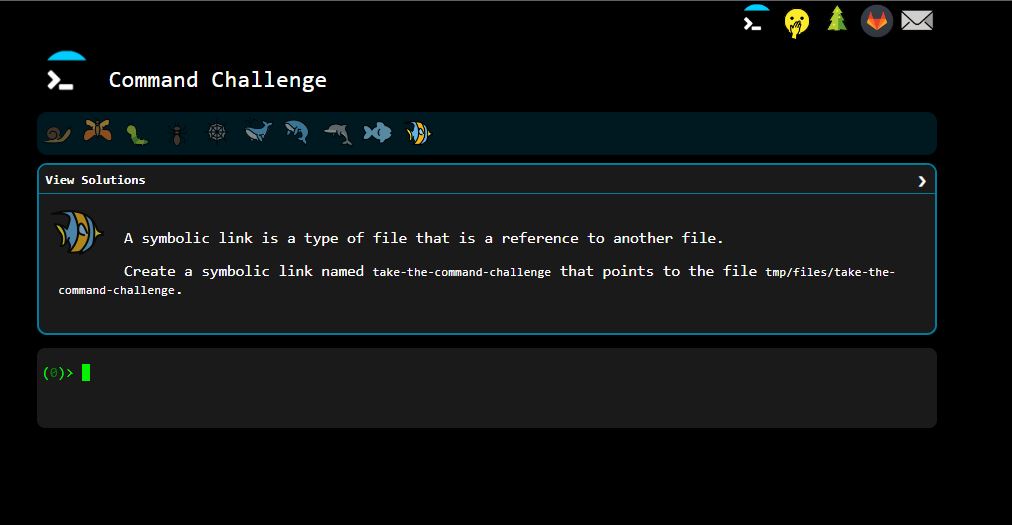 Command Challenge
View Solutions
A symbolic link is a type of file that is a reference to another file.
Create a symbolic link named take-the-command-challenge that points to the file tmp/files/take-the-
command-challenge.
(0)>